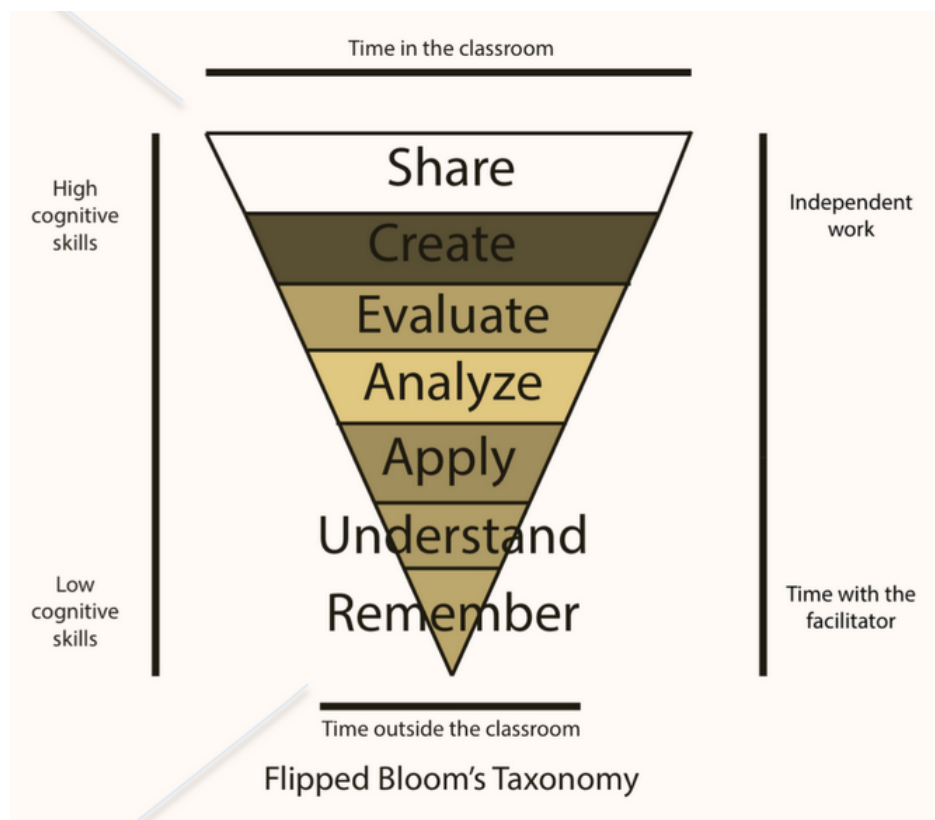 Time in the classroom
Share
High
cognitive
skills
Independent
work
Create
Evaluate
Analyze
Apply
Understand
Low
cognitive
skills
Time with the
facilitator
Remember
Time outside the classroom
Flipped Bloom's Taxonomy